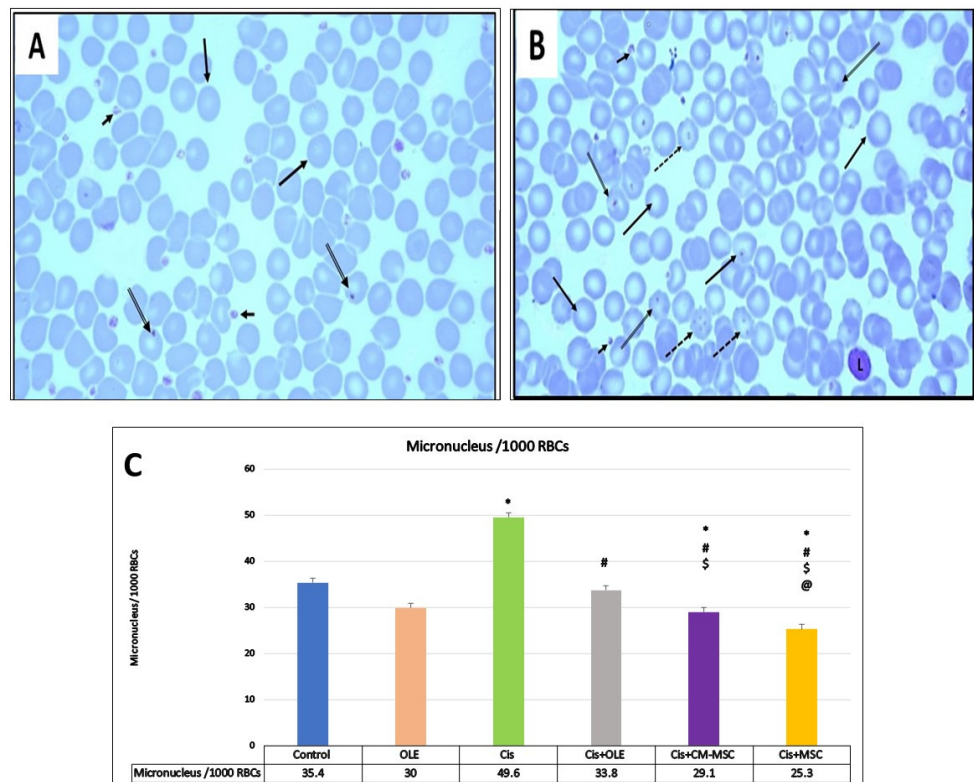 A
B
L
C
Micronucleus /1000 RBCs
Micronucleus/ 1000 RBCs
60
50
40
30
20
10
0
*
#
*
#
$
*
#
$
@
Control OLE Cis Cis+OLE Cis+CM-MSC Cis+MSC
Micronucleus /1000 RBCs 35.4 30 49.6 33.8 29.1 25.3